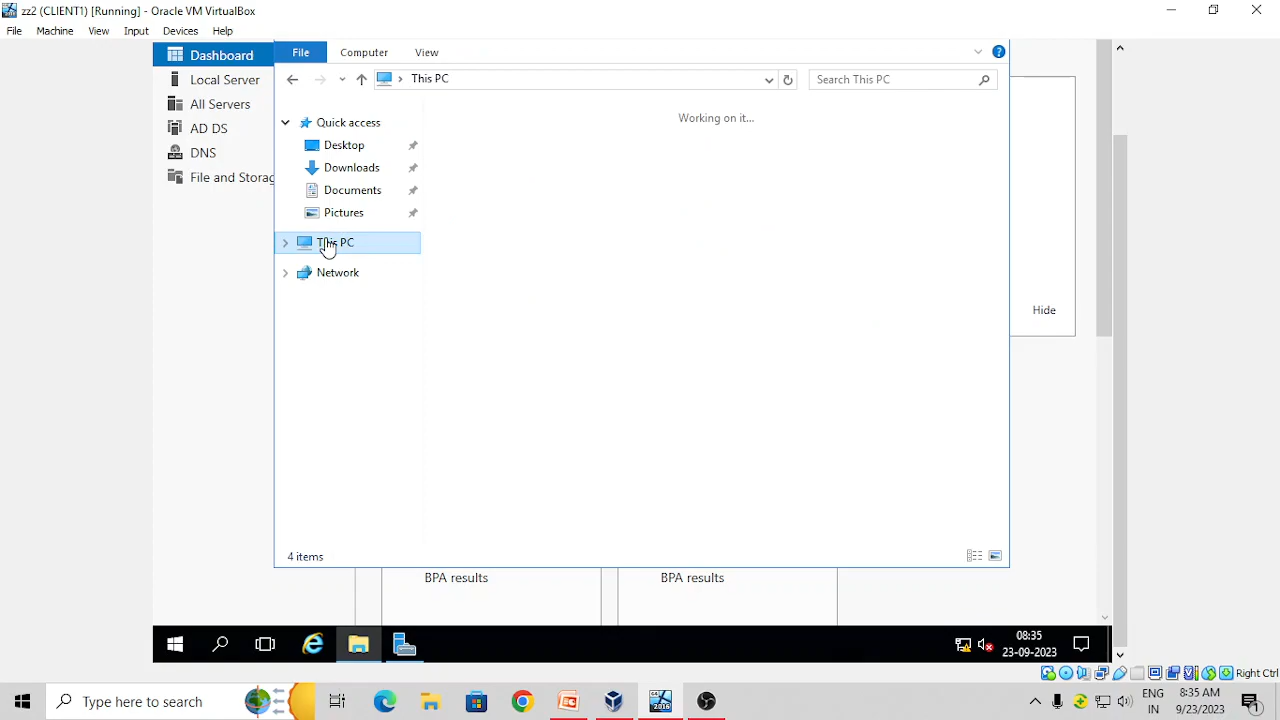 zz2 (CLIENT1) [Running] - Oracle VM VirtualBox
File Machine View Input Devices Help
Dashboard
Local Server
All Servers
AD DS
DNS
File and Storag
File Computer View
This PC
Search This PC
Quick access
Desktop
Downloads
Documents
Pictures
This PC
Network
Working on it...
4 items
Hide
BPA results
BPA results
08:35
23-09-2023
Right Ctrl
Type here to search
ENG
IN
8:35 AM
9/23/2023